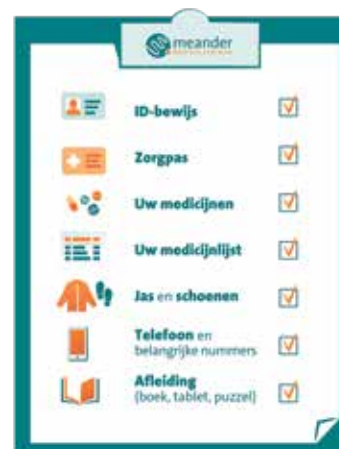 meander
ID-bewijs
Zorgpas
Uw medicijnen
Uw medicijnlijst
Jas en schoenen
Telefoon en
belangrijke nummers
Afleiding
(boek, tablet, puzzel)